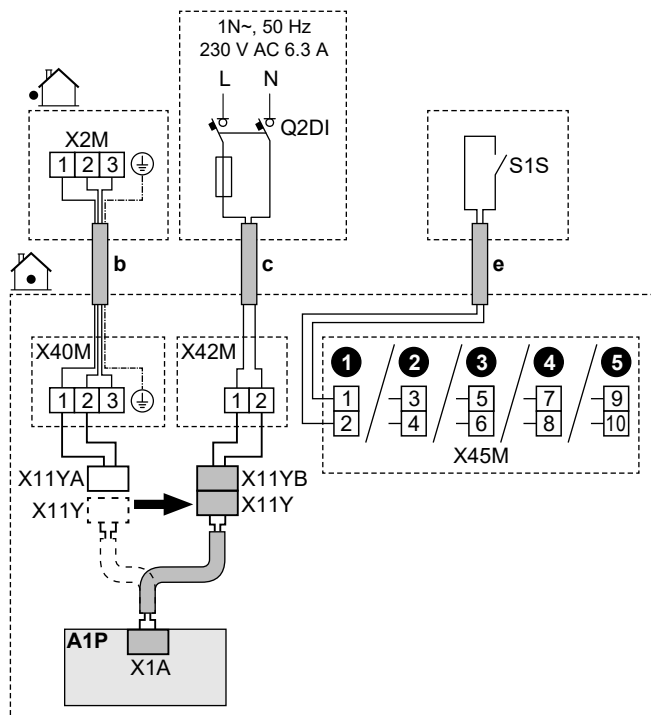 1N~, 50 Hz
230 V AC 6.3 A
L N
Q2DI
X2M
1 2 3
S1S
b
c
e
X40M
1 2 3
X42M
1 2
1 2 3 4 5
1 3 5 7 9
2 4 6 8 10
X45M
X11YA
X11YB
X11Y
X11Y
A1P
X1A